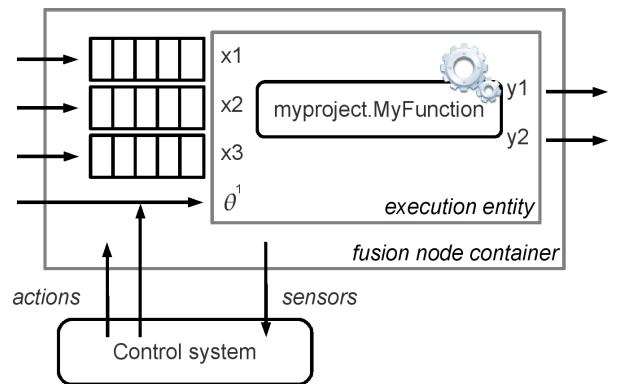 x1
x2
x3
θ1
myproject.MyFunction
y1
y2
execution entity
fusion node container
actions
sensors
Control system